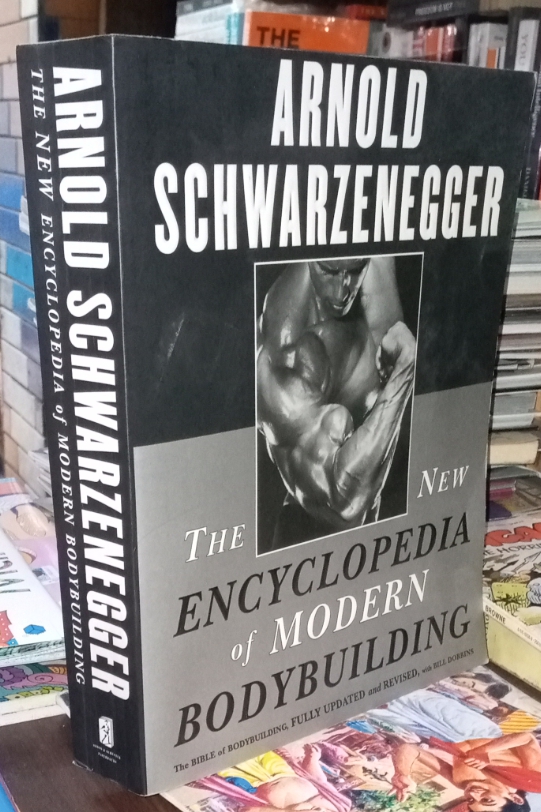 THE
ARNOLD
SCHWARZENEGGER
THE NEW
ENCYCLOPEDIA
of MODERN
BODYBUILDING
The BIBLE of BODYBUILDING, FULLY UPDATED and REVISED, with BILL DOBBINS
ARNOLD SCHWARZENEGGER
THE NEW ENCYCLOPEDIA of MODERN BODYBUILDING
BROWNE